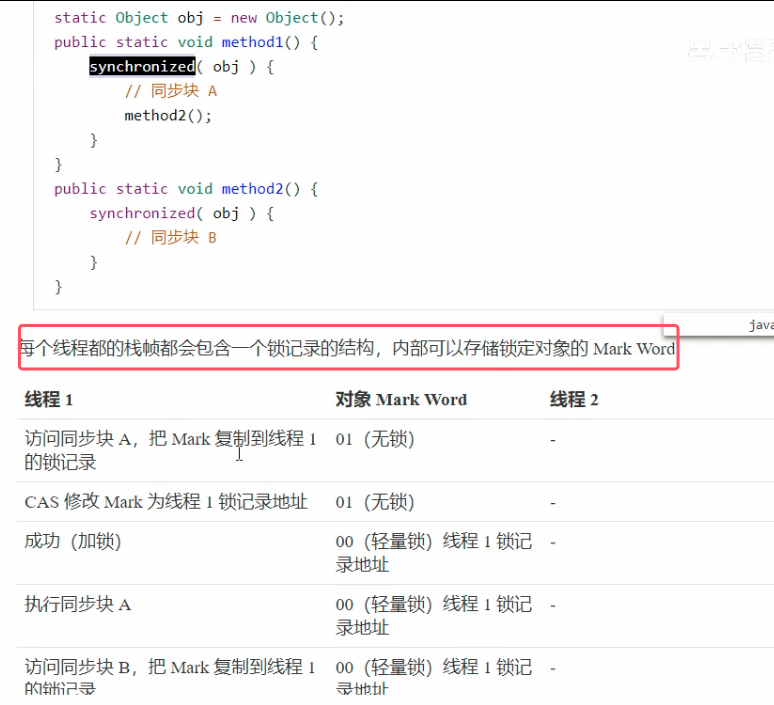 static Object obj = new Object();
public static void method1() {
synchronized( obj ) {
// 同步块 A
method2();
}
}
public static void method2() {
synchronized( obj ) {
// 同步块 B
}
}
java
每个线程都的栈帧都会包含一个锁记录的结构，内部可以存储锁定对象的 Mark Word
线程 1 对象 Mark Word 线程 2
访问同步块 A，把 Mark 复制到线程 1 01（无锁） -
的锁记录
CAS 修改 Mark 为线程 1 锁记录地址 01（无锁） -
成功（加锁） 00（轻量锁）线程 1 锁记 -
录地址
执行同步块 A 00（轻量锁）线程 1 锁记 -
录地址
访问同步块 B，把 Mark 复制到线程 1 00（轻量锁）线程 1 锁记 -
的锁记录 录地址